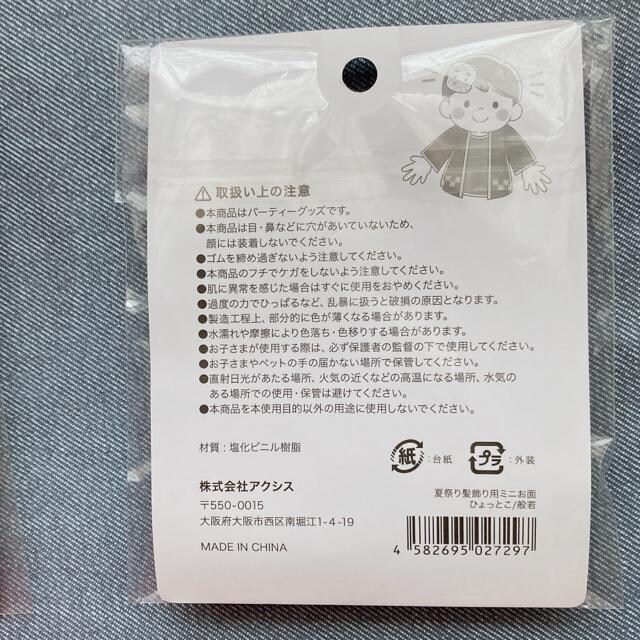 取扱い上の注意
●本商品はパーティーグッズです。
●本商品は目・鼻などに穴があいていないため、
顔には装着しないでください。
●ゴムを締め過ぎないよう注意してください。
●本商品のフチでケガをしないよう注意してください。
●肌に異常を感じた場合はすぐに使用をおやめください。
●過度の力でひっぱるなど、乱暴に扱うと破損の原因となります。
●製造工程上、部分的に色が薄くなる場合があります。
●水濡れや摩擦により色落ち・色移りする場合があります。
●お子さまが使用する際は、必ず保護者の監督の下で使用してください。
●お子さまやペットの手の届かない場所で保管してください。
●直射日光があたる場所、火気の近くなどの高温になる場所、水気の
ある場所での使用・保管は避けてください。
●本商品を本使用目的以外の用途に使用しないでください。
材質：塩化ビニル樹脂
紙：台紙 プラ：外装
株式会社アクシス
〒550-0015
大阪府大阪市西区南堀江1-4-19
MADE IN CHINA
夏祭り髪飾り用ミニお面
ひょっとこ/般若
4 582695 027297